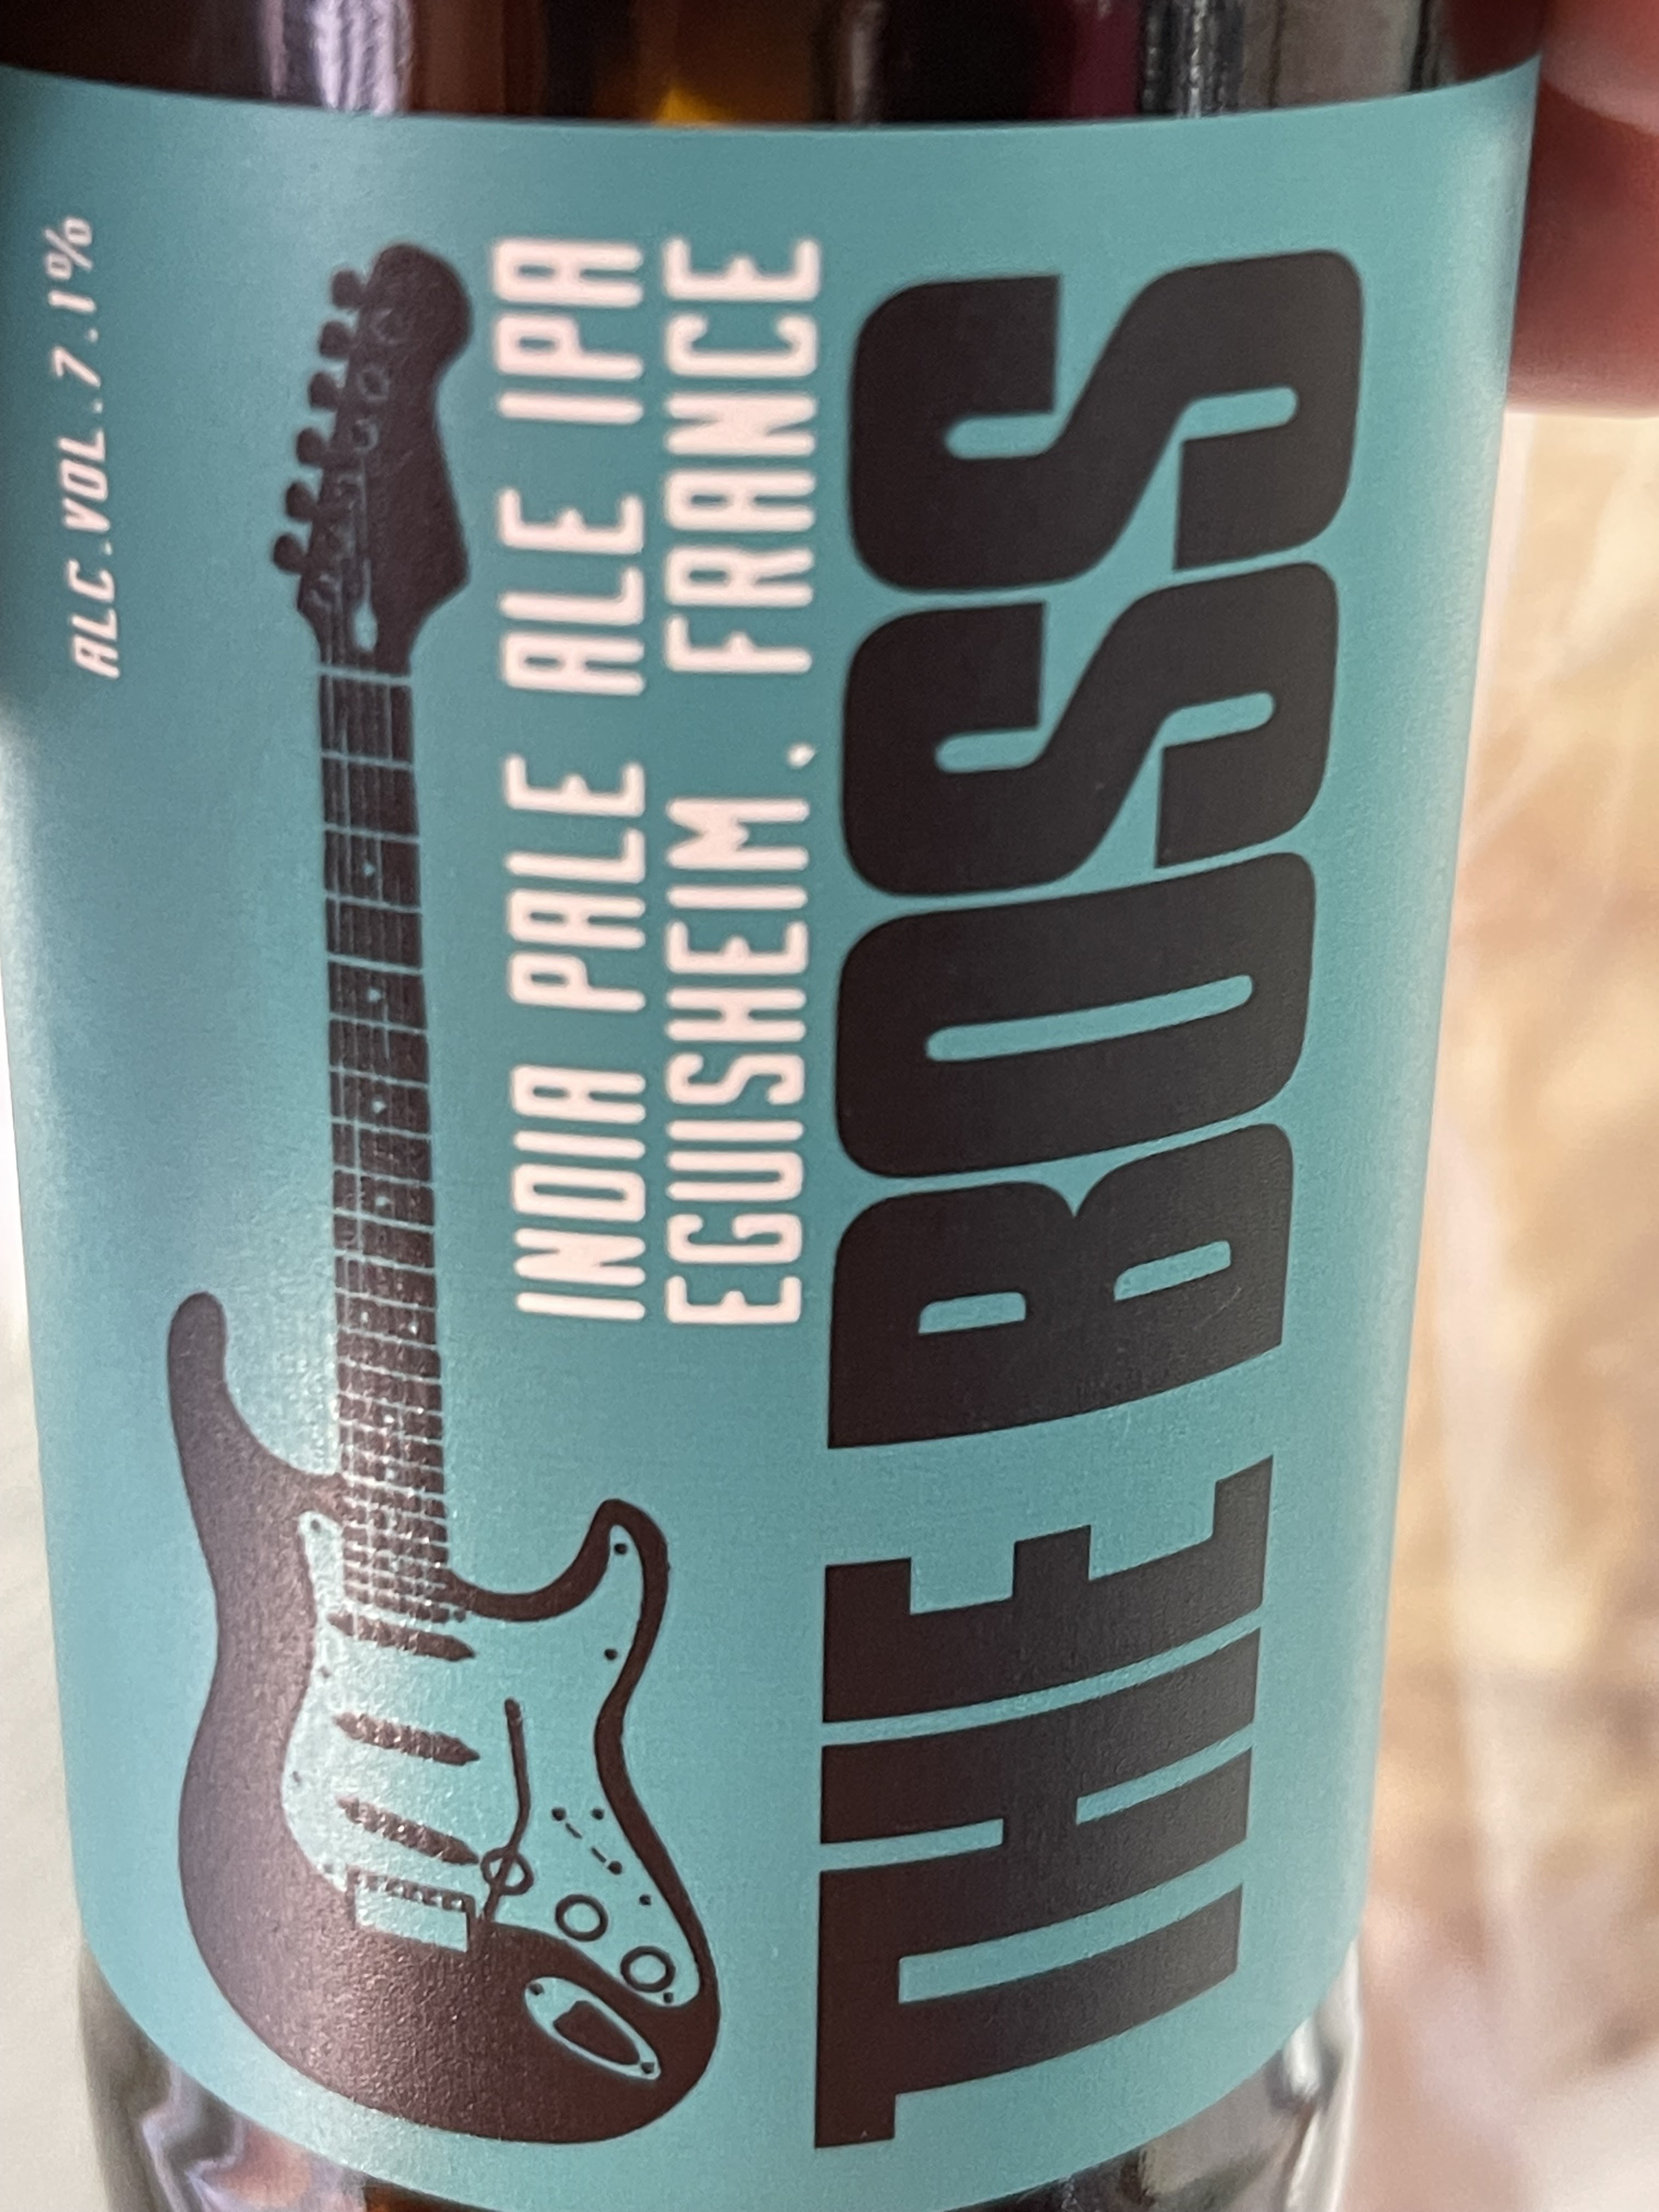 ALC.VOL.7.1%
INDIA PALE ALE IPA
EGUISHEIM. FRANCE
THE BOSS